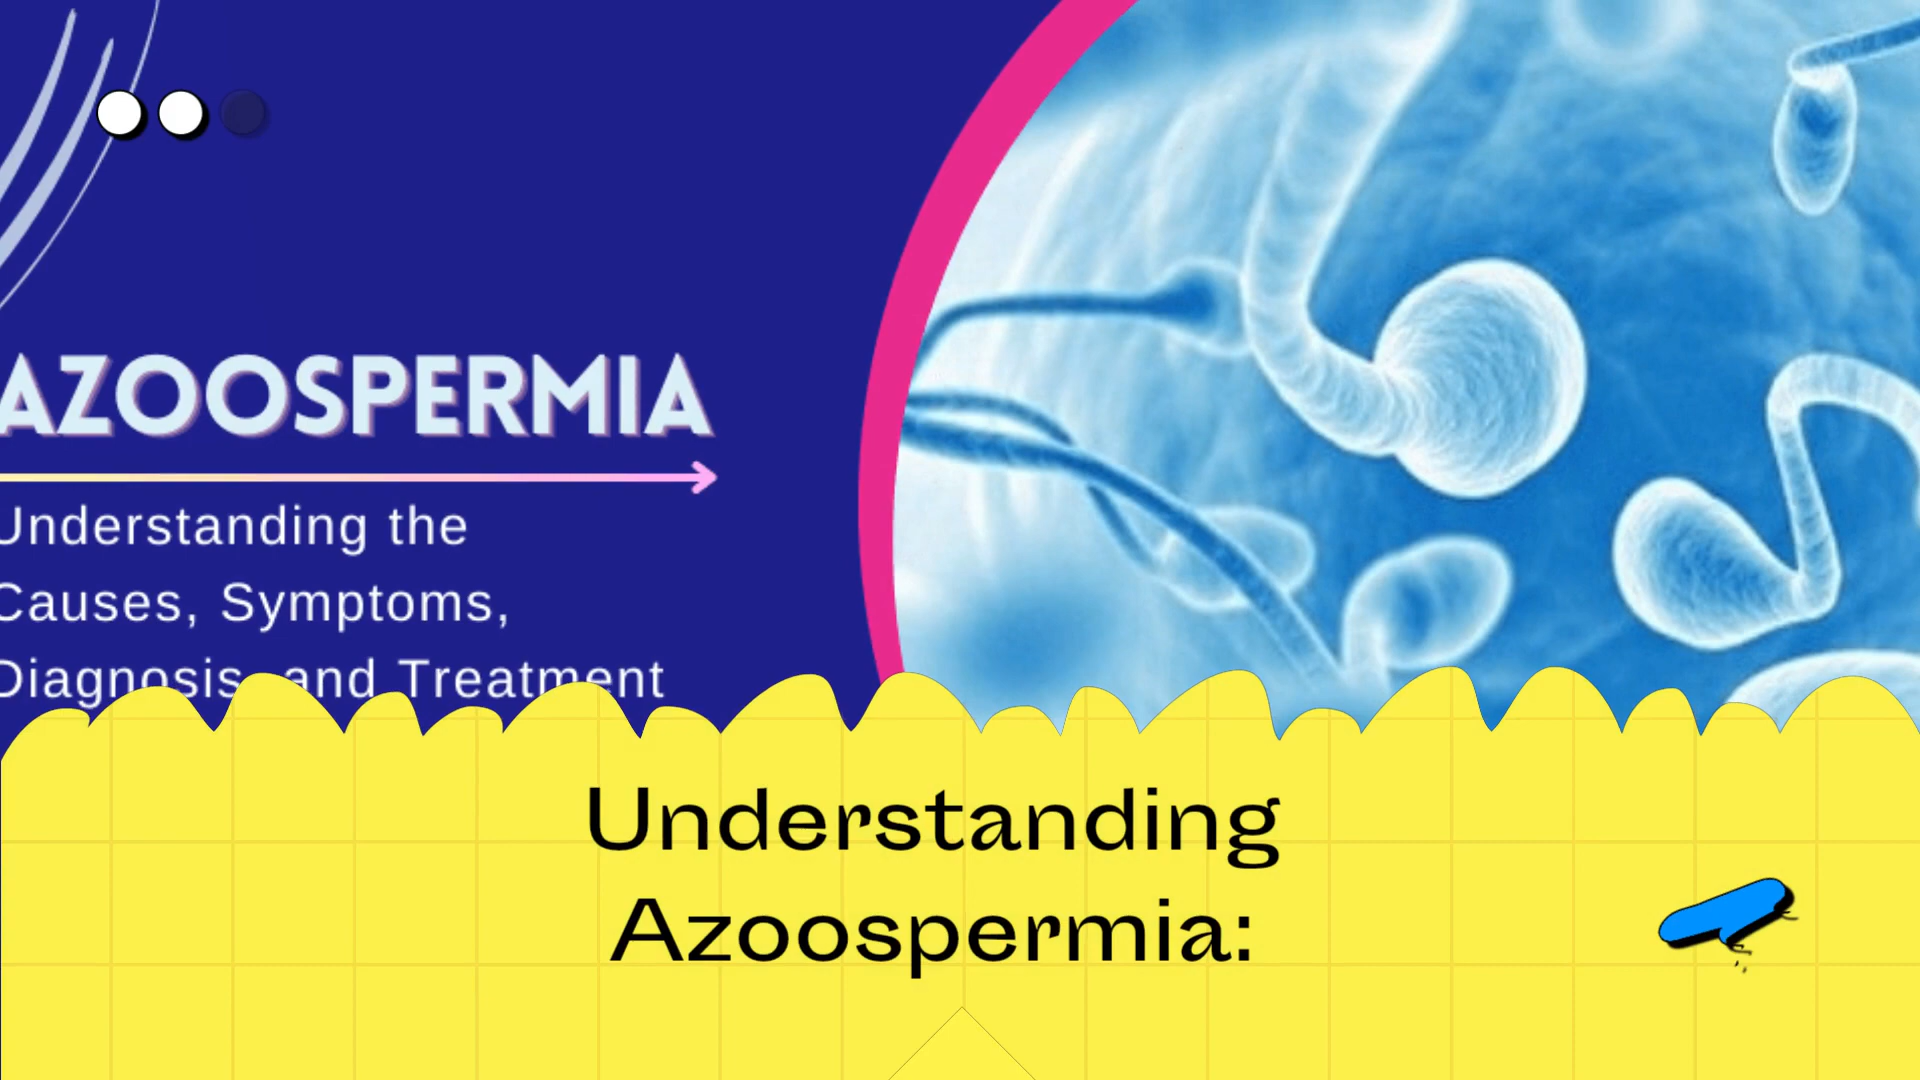 AZOOSPERMIA
Understanding the
Causes, Symptoms,
Diagnosis, and Treatment
Understanding
Azoospermia: